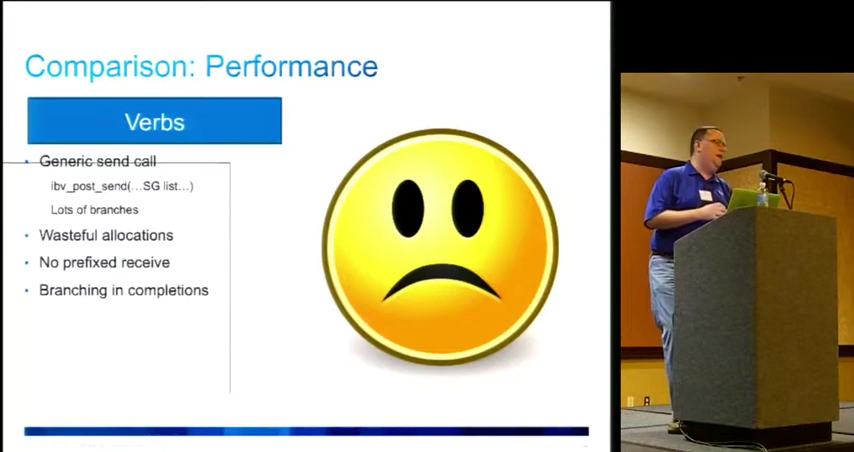 Comparison: Performance
Verbs
• Generic send call
ibv_post_send(…SG list…)
Lots of branches
• Wasteful allocations
• No prefixed receive
• Branching in completions